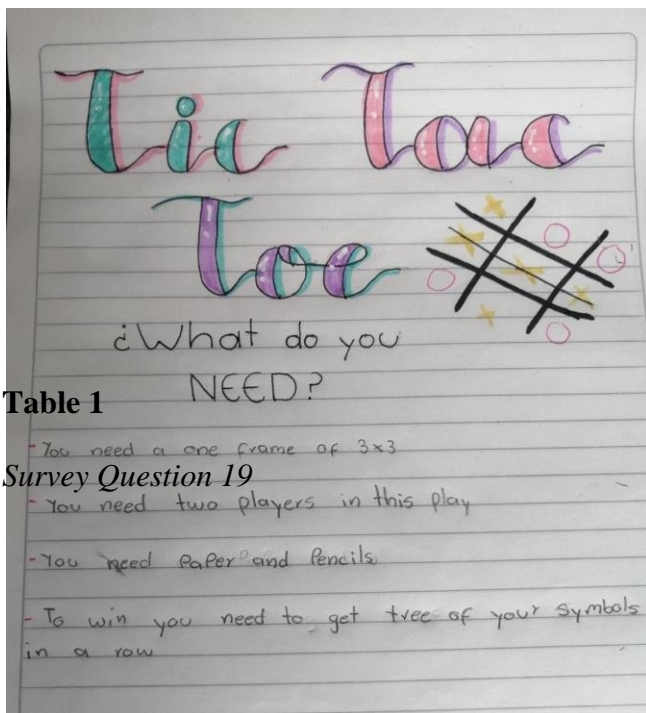 Tic Tac
Toe
¿What do you
NEED?
Table 1
- You need a one frame of 3x3
Survey Question 19
- You need two players in this play
- You need Paper and Pencils
- To win you need to get tree of your symbols
in a row